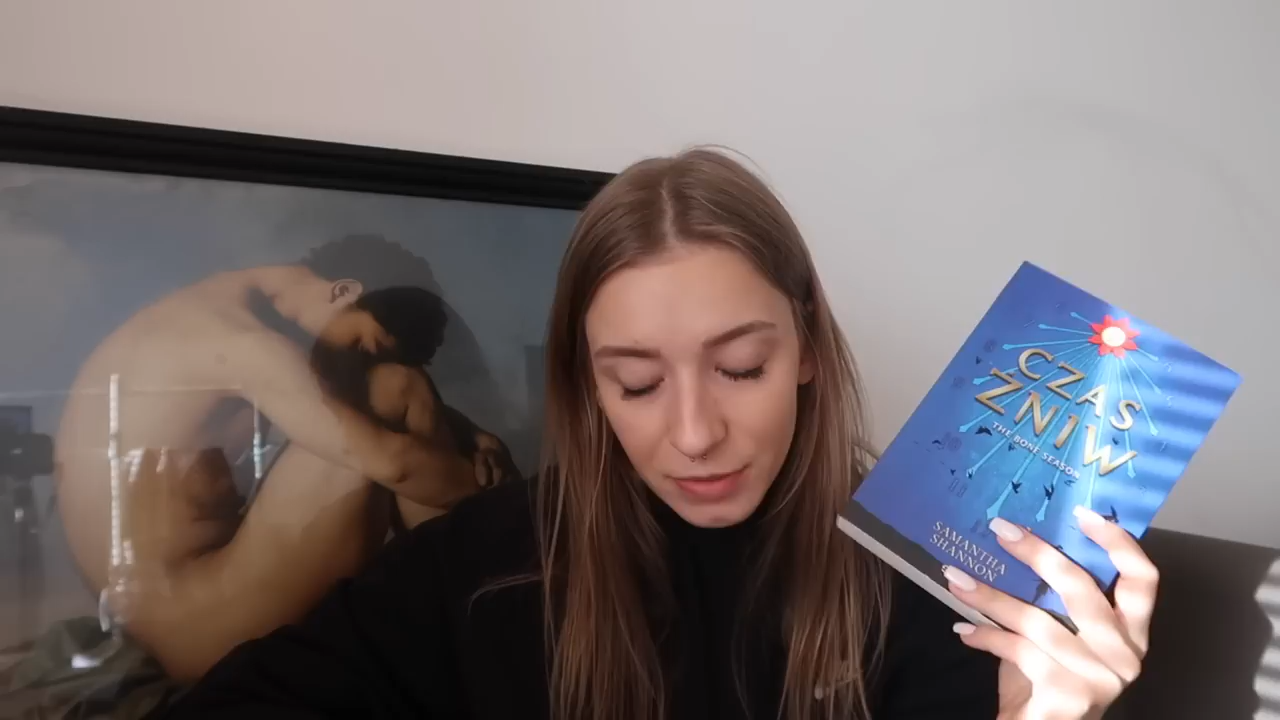 CZAS
ŻNIW
THE BONE SEASON
SAMANTHA
SHANNON